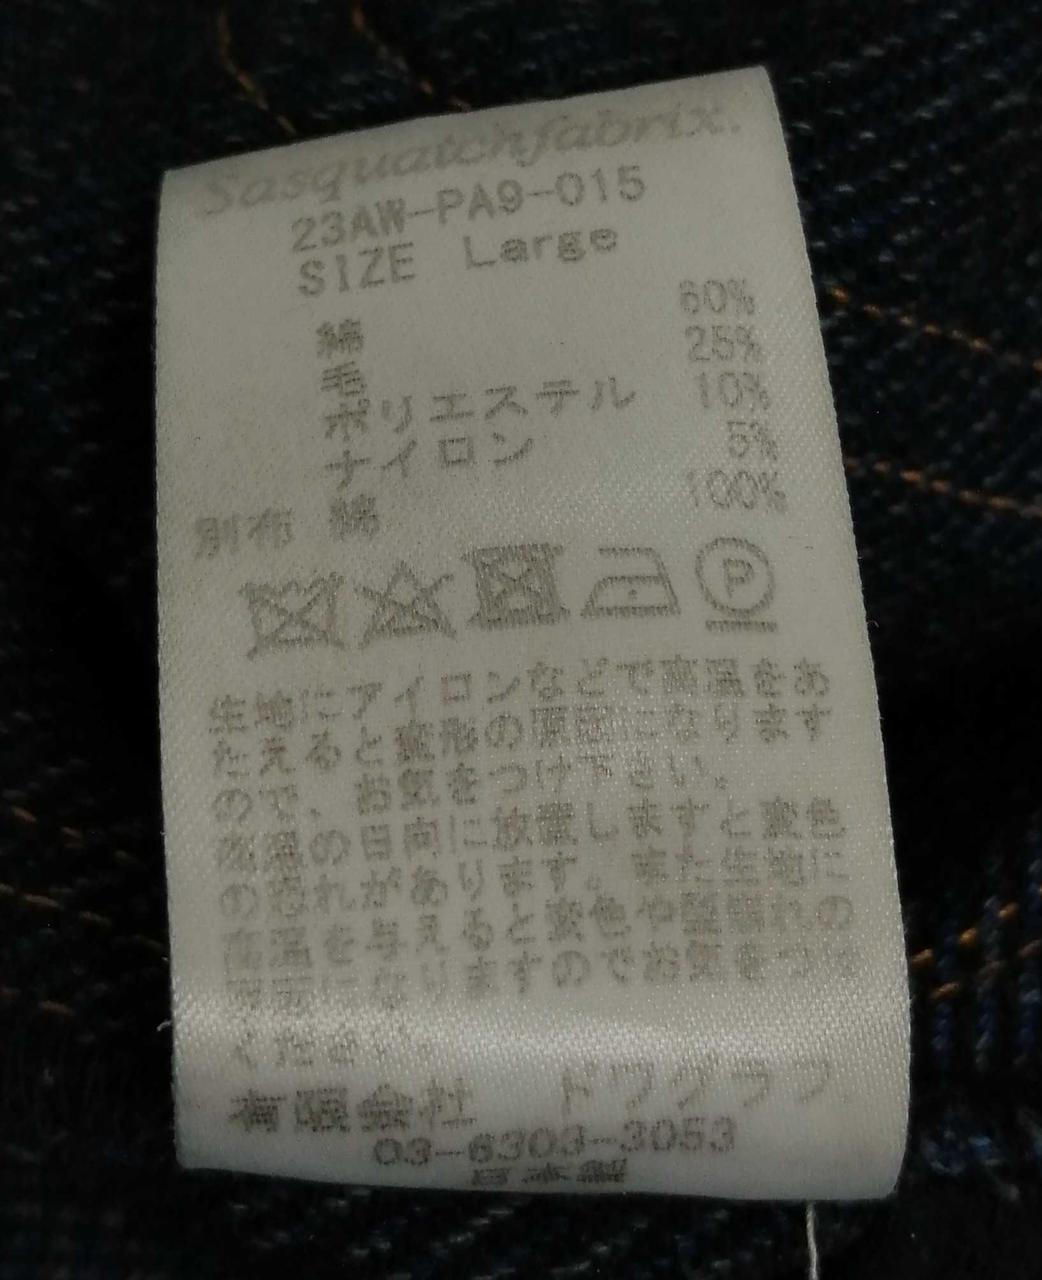 Sasquatchfabrix.
23AW-PA9-015
SIZE Large
綿 60%
毛 25%
ポリエステル 10%
ナイロン 5%
別布 綿 100%
P
生地にアイロンなどで高温をあ
たえると変形の原因になります
ので、お気をつけ下さい。
高温の日向に放置しますと変色
の恐れがあります。また生地に
高温を与えると変色や型崩れの
原因になりますのでお気をつけ
ください。
有限会社 ドワグラフ
03-6303-3053
日本製